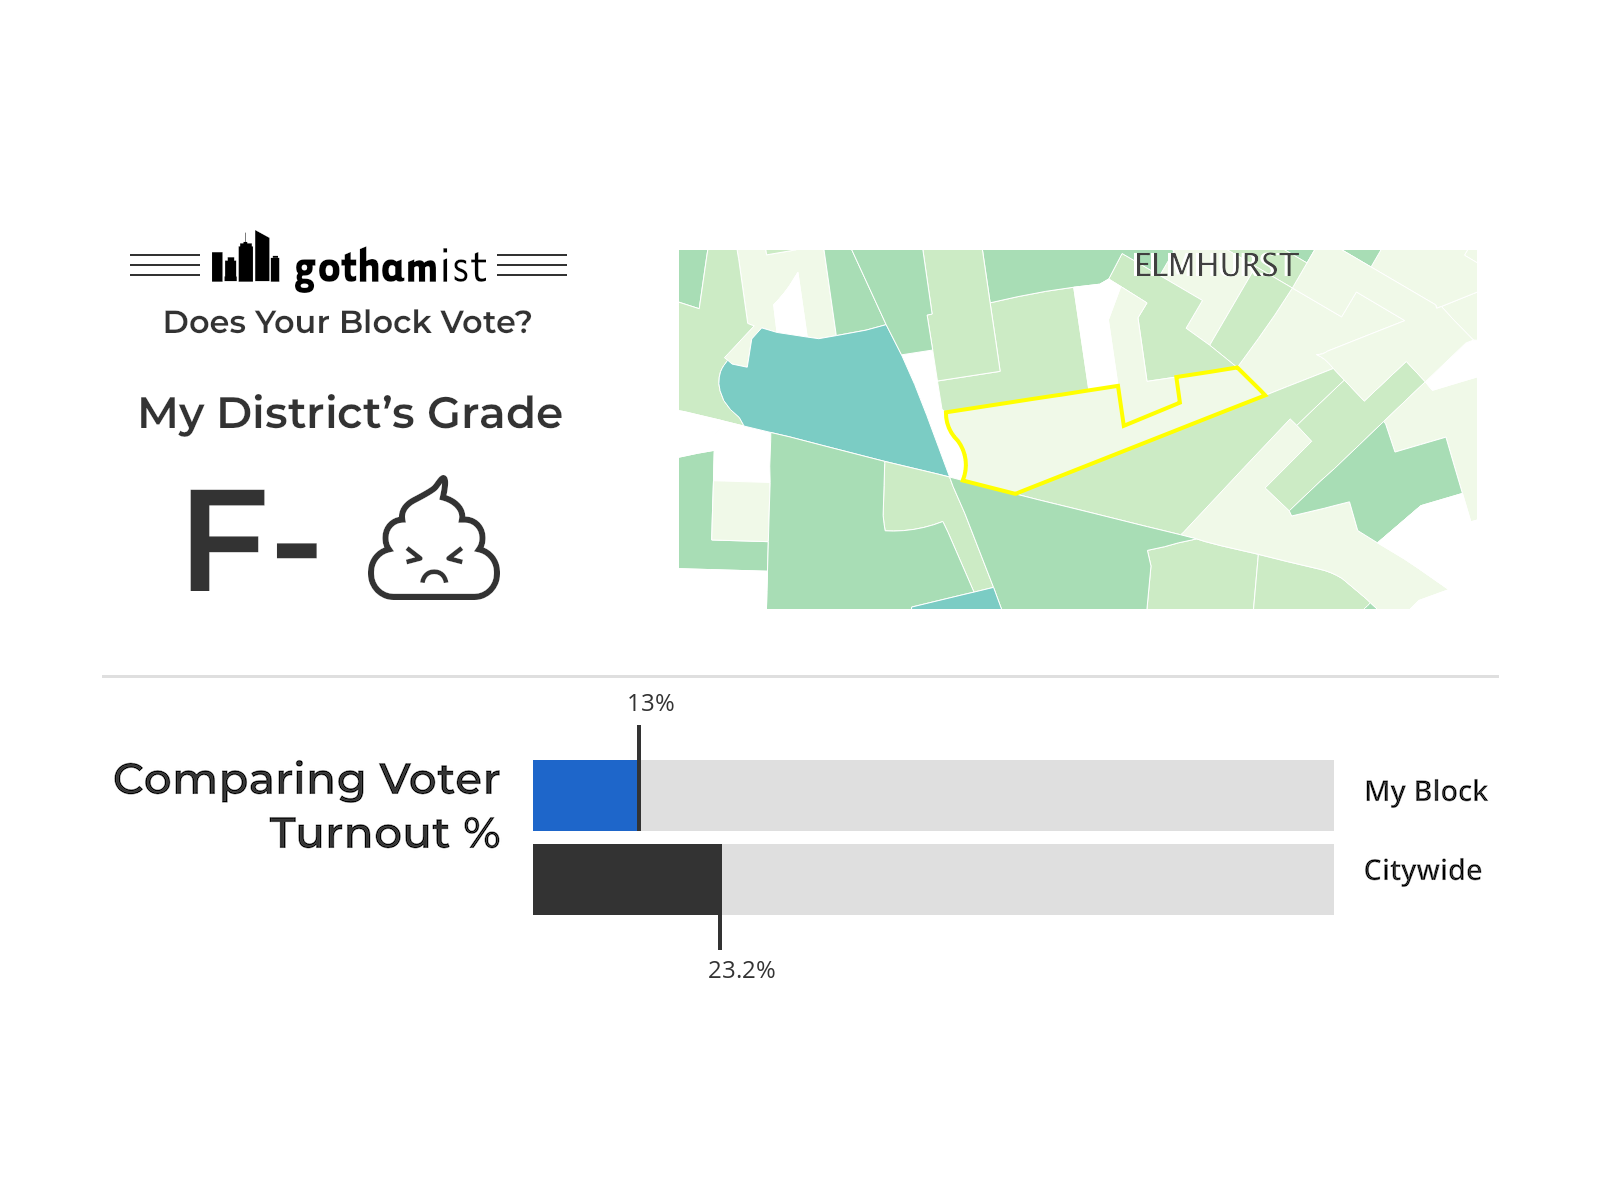 gothamist
Does Your Block Vote?
My District’s Grade
F-
ELMHURST
13%
Comparing Voter
Turnout %
My Block
Citywide
23.2%